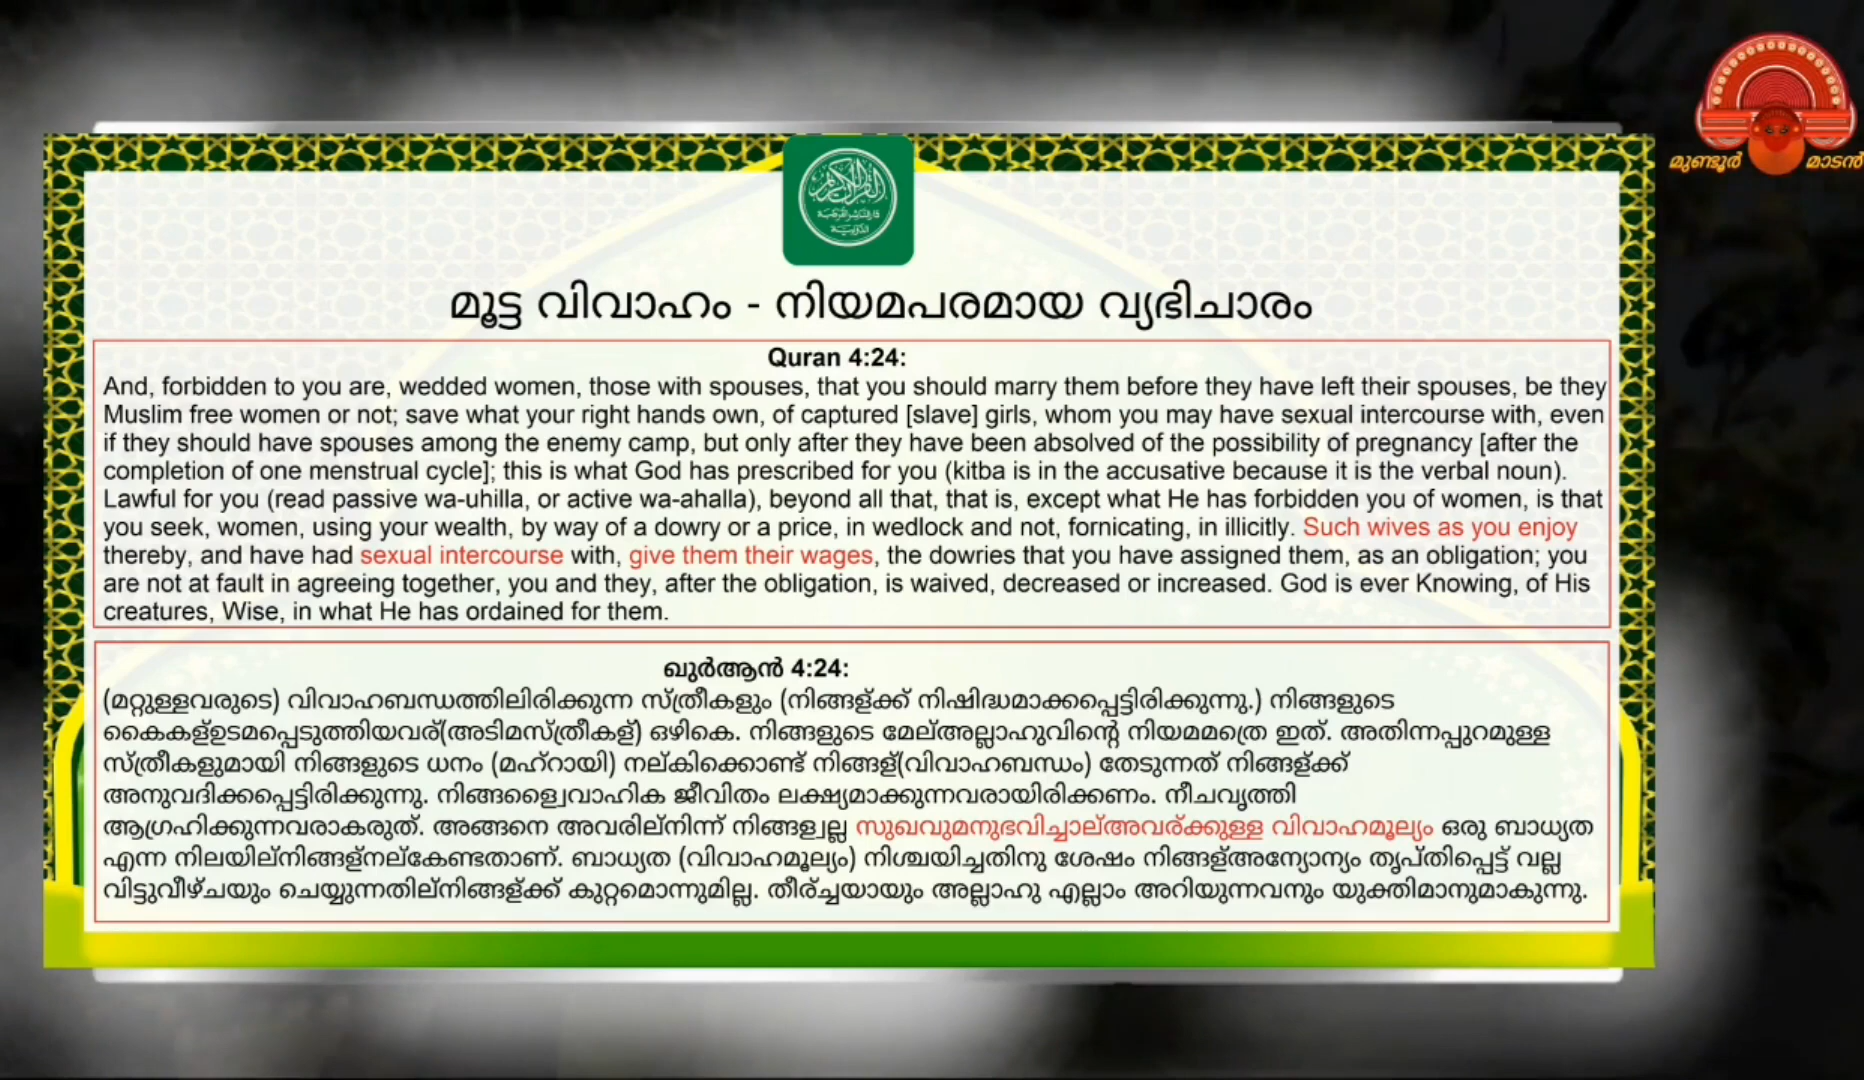 മുണ്ടൂർ മാടൻ
القرآن الكريم
മൂട്ട വിവാഹം - നിയമപരമായ വ്യഭിചാരം
Quran 4:24:
And, forbidden to you are, wedded women, those with spouses, that you should marry them before they have left their spouses, be they
Muslim free women or not; save what your right hands own, of captured [slave] girls, whom you may have sexual intercourse with, even
if they should have spouses among the enemy camp, but only after they have been absolved of the possibility of pregnancy [after the
completion of one menstrual cycle]; this is what God has prescribed for you (kitba is in the accusative because it is the verbal noun).
Lawful for you (read passive wa-uhilla, or active wa-ahalla), beyond all that, that is, except what He has forbidden you of women, is that
you seek, women, using your wealth, by way of a dowry or a price, in wedlock and not, fornicating, in illicitly. Such wives as you enjoy
thereby, and have had sexual intercourse with, give them their wages, the dowries that you have assigned them, as an obligation; you
are not at fault in agreeing together, you and they, after the obligation, is waived, decreased or increased. God is ever Knowing, of His
creatures, Wise, in what He has ordained for them.
ഖുർആൻ 4:24:
(മറ്റുള്ളവരുടെ) വിവാഹബന്ധത്തിലിരിക്കുന്ന സ്ത്രീകളും (നിങ്ങള്ക്ക് നിഷിദ്ധമാക്കപ്പെട്ടിരിക്കുന്നു.) നിങ്ങളുടെ
കൈകള്ഉടമപ്പെടുത്തിയവര്(അടിമസ്ത്രീകള്) ഒഴികെ. നിങ്ങളുടെ മേല്അല്ലാഹുവിന്റെ നിയമമത്രെ ഇത്. അതിന്നപ്പുറമുള്ള
സ്ത്രീകളുമായി നിങ്ങളുടെ ധനം (മഹ്റായി) നല്കിക്കൊണ്ട് നിങ്ങള്(വിവാഹബന്ധം) തേടുന്നത് നിങ്ങള്ക്ക്
അനുവദിക്കപ്പെട്ടിരിക്കുന്നു. നിങ്ങള്വൈവാഹിക ജീവിതം ലക്ഷ്യമാക്കുന്നവരായിരിക്കണം. നീചവൃത്തി
ആഗ്രഹിക്കുന്നവരാകരുത്. അങ്ങനെ അവരില്നിന്ന് നിങ്ങള്വല്ല സുഖവുമനുഭവിച്ചാല്അവര്ക്കുള്ള വിവാഹമൂല്യം ഒരു ബാധ്യത
എന്ന നിലയില്നിങ്ങള്നല്കേണ്ടതാണ്. ബാധ്യത (വിവാഹമൂല്യം) നിശ്ചയിച്ചതിനു ശേഷം നിങ്ങള്അന്യോന്യം തൃപ്തിപ്പെട്ട് വല്ല
വിട്ടുവീഴ്ചയും ചെയ്യുന്നതില്നിങ്ങള്ക്ക് കുറ്റമൊന്നുമില്ല. തീര്ച്ചയായും അല്ലാഹു എല്ലാം അറിയുന്നവനും യുക്തിമാനുമാകുന്നു.